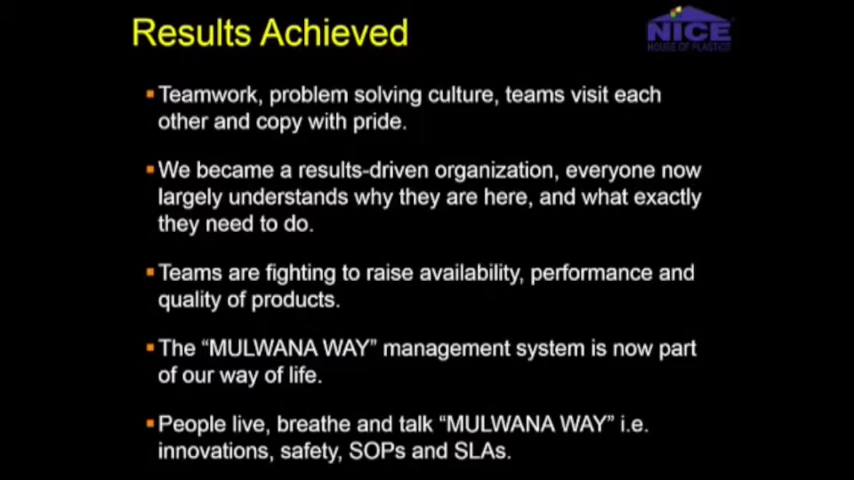 Results Achieved
NICE
HOUSE OF PLASTICS
Teamwork, problem solving culture, teams visit each
other and copy with pride.
We became a results-driven organization, everyone now
largely understands why they are here, and what exactly
they need to do.
Teams are fighting to raise availability, performance and
quality of products.
The “MULWANA WAY” management system is now part
of our way of life.
People live, breathe and talk “MULWANA WAY” i.e.
innovations, safety, SOPs and SLAs.